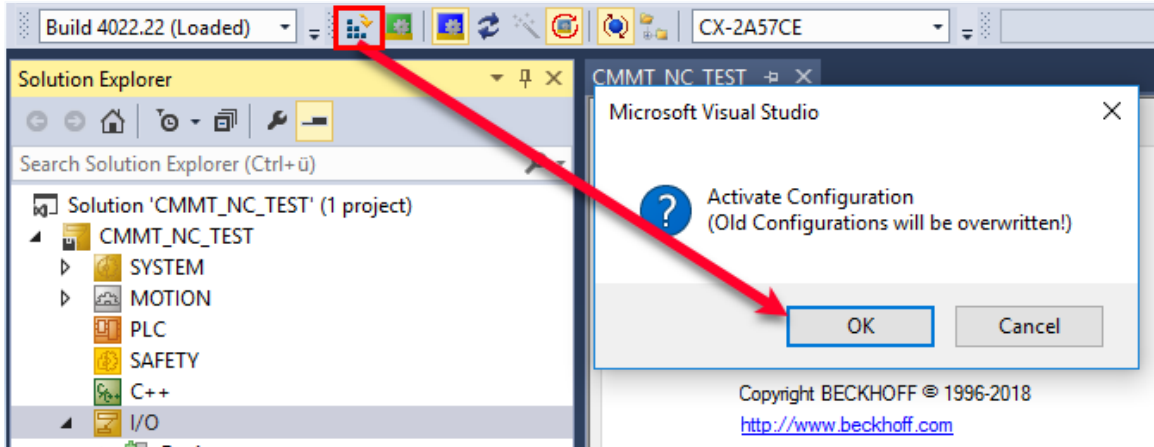 Build 4022.22 (Loaded)
CX-2A57CE
Solution Explorer
CMMT_NC_TEST
Search Solution Explorer (Ctrl+ü)
Solution 'CMMT_NC_TEST' (1 project)
CMMT_NC_TEST
SYSTEM
MOTION
PLC
SAFETY
C++
I/O
Microsoft Visual Studio
Activate Configuration
(Old Configurations will be overwritten!)
OK
Cancel
Copyright BECKHOFF © 1996-2018
http://www.beckhoff.com